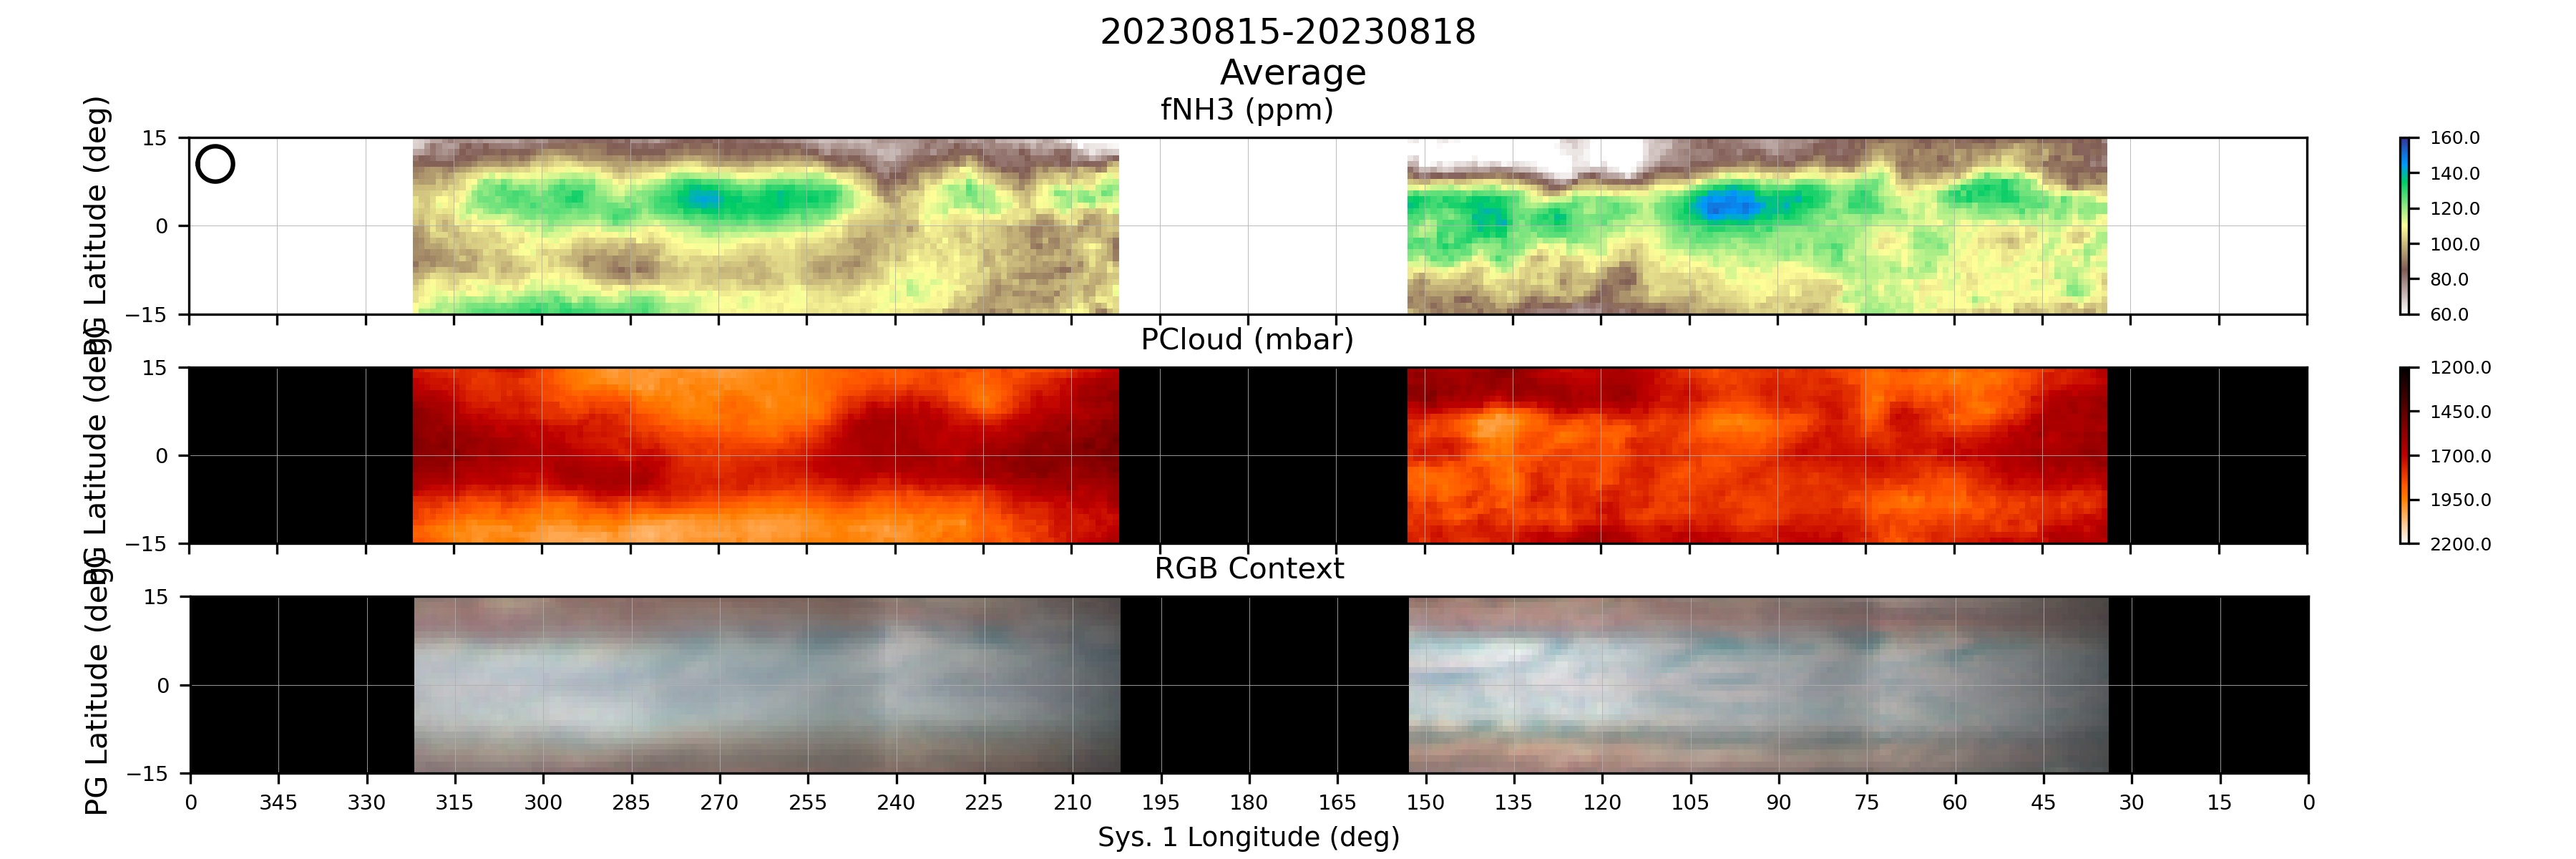 20230815-20230818
Average
fNH3 (ppm)
PG Latitude (deg)
15
0
−15
160.0
140.0
120.0
100.0
80.0
60.0
PCloud (mbar)
PG Latitude (deg)
15
0
−15
1200.0
1450.0
1700.0
1950.0
2200.0
RGB Context
PG Latitude (deg)
15
0
−15
0 345 330 315 300 285 270 255 240 225 210 195 180 165 150 135 120 105 90 75 60 45 30 15 0
Sys. 1 Longitude (deg)